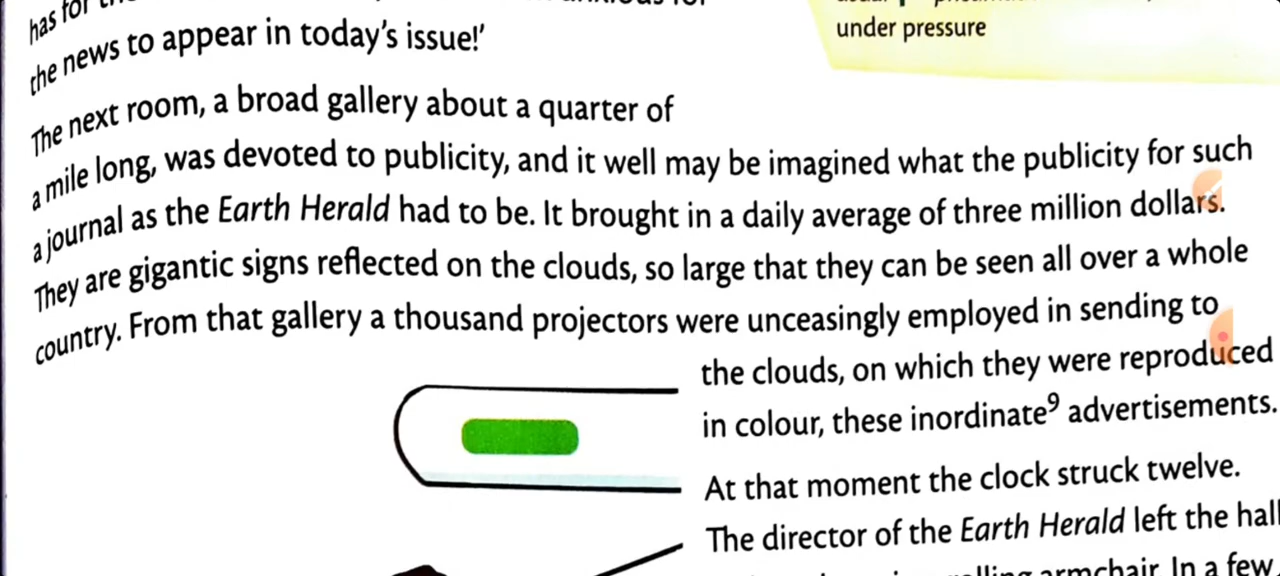 has for
under pressure
the news to appear in today's issue!'
The next room, a broad gallery about a quarter of
a mile long, was devoted to publicity, and it well may be imagined what the publicity for such
a journal as the Earth Herald had to be. It brought in a daily average of three million dollars.
They are gigantic signs reflected on the clouds, so large that they can be seen all over a whole
country. From that gallery a thousand projectors were unceasingly employed in sending to
the clouds, on which they were reproduced
in colour, these inordinate⁹ advertisements.
At that moment the clock struck twelve.
The director of the Earth Herald left the hall
armchair. In a few